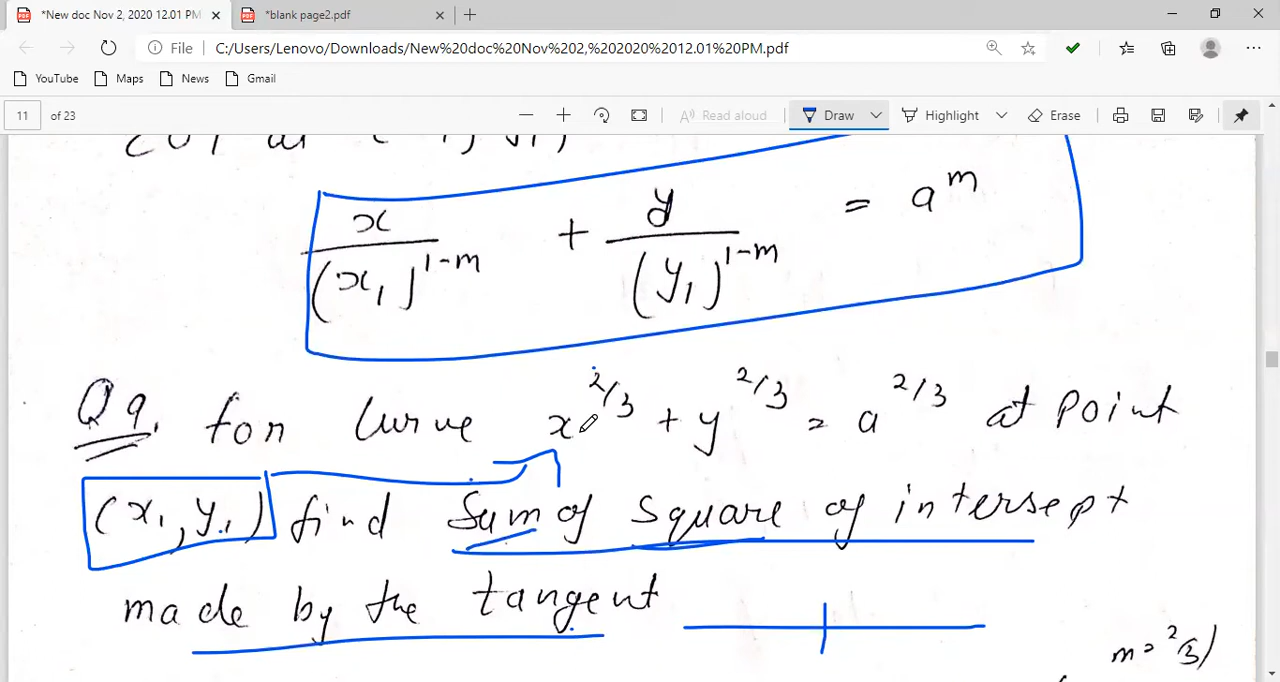 *New doc Nov 2, 2020 12.01 PM
*blank page2.pdf
File C:/Users/Lenovo/Downloads/New%20doc%20Nov%202,%202020%2012.01%20PM.pdf
YouTube Maps News Gmail
11 of 23 Read aloud Draw Highlight Erase
x/(x₁)^(1-m) + y/(y₁)^(1-m) = a^m
Q9. fon Curve x^(2/3) + y^(2/3) = a^(2/3) at Point
(x₁, y₁) find Sum of square of intersept
made by the tangent
m = 2/3)